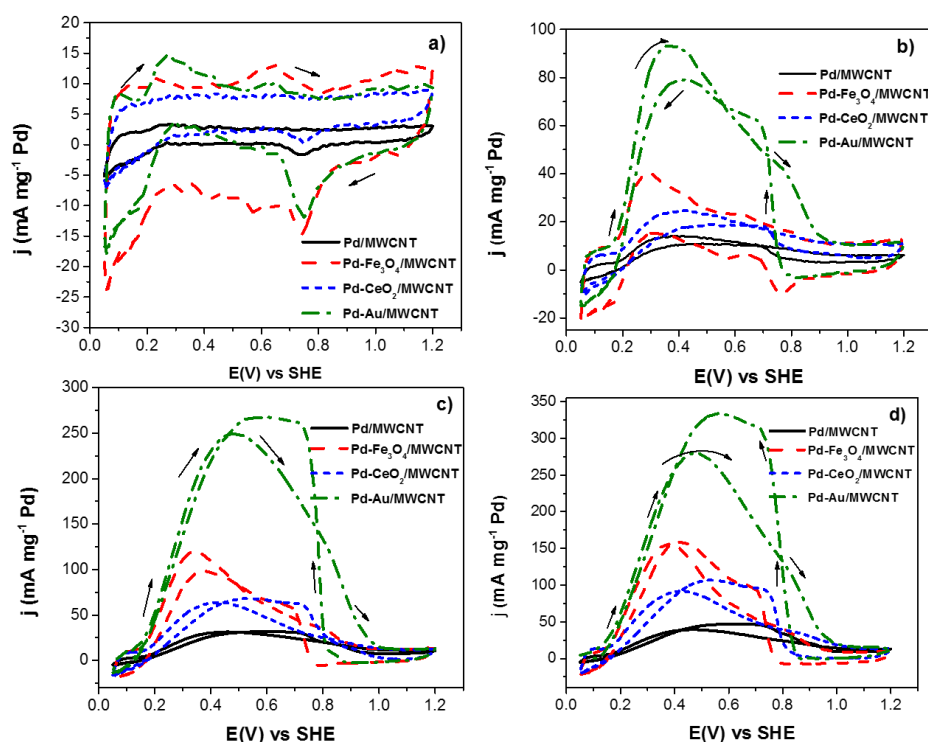 a)
j (mA mg⁻¹ Pd)
20
15
10
5
0
-5
-10
-15
-20
-25
-30
Pd/MWCNT
Pd-Fe₃O₄/MWCNT
Pd-CeO₂/MWCNT
Pd-Au/MWCNT
0.0 0.2 0.4 0.6 0.8 1.0 1.2
E(V) vs SHE
b)
j (mA mg⁻¹ Pd)
100
80
60
40
20
0
-20
Pd/MWCNT
Pd-Fe₃O₄/MWCNT
Pd-CeO₂/MWCNT
Pd-Au/MWCNT
0.0 0.2 0.4 0.6 0.8 1.0 1.2
E(V) vs SHE
c)
j (mA mg⁻¹ Pd)
300
250
200
150
100
50
0
Pd/MWCNT
Pd-Fe₃O₄/MWCNT
Pd-CeO₂/MWCNT
Pd-Au/MWCNT
0.0 0.2 0.4 0.6 0.8 1.0 1.2
E(V) vs SHE
d)
j (mA mg⁻¹ Pd)
350
300
250
200
150
100
50
0
Pd/MWCNT
Pd-Fe₃O₄/MWCNT
Pd-CeO₂/MWCNT
Pd-Au/MWCNT
0.0 0.2 0.4 0.6 0.8 1.0 1.2
E(V) vs SHE